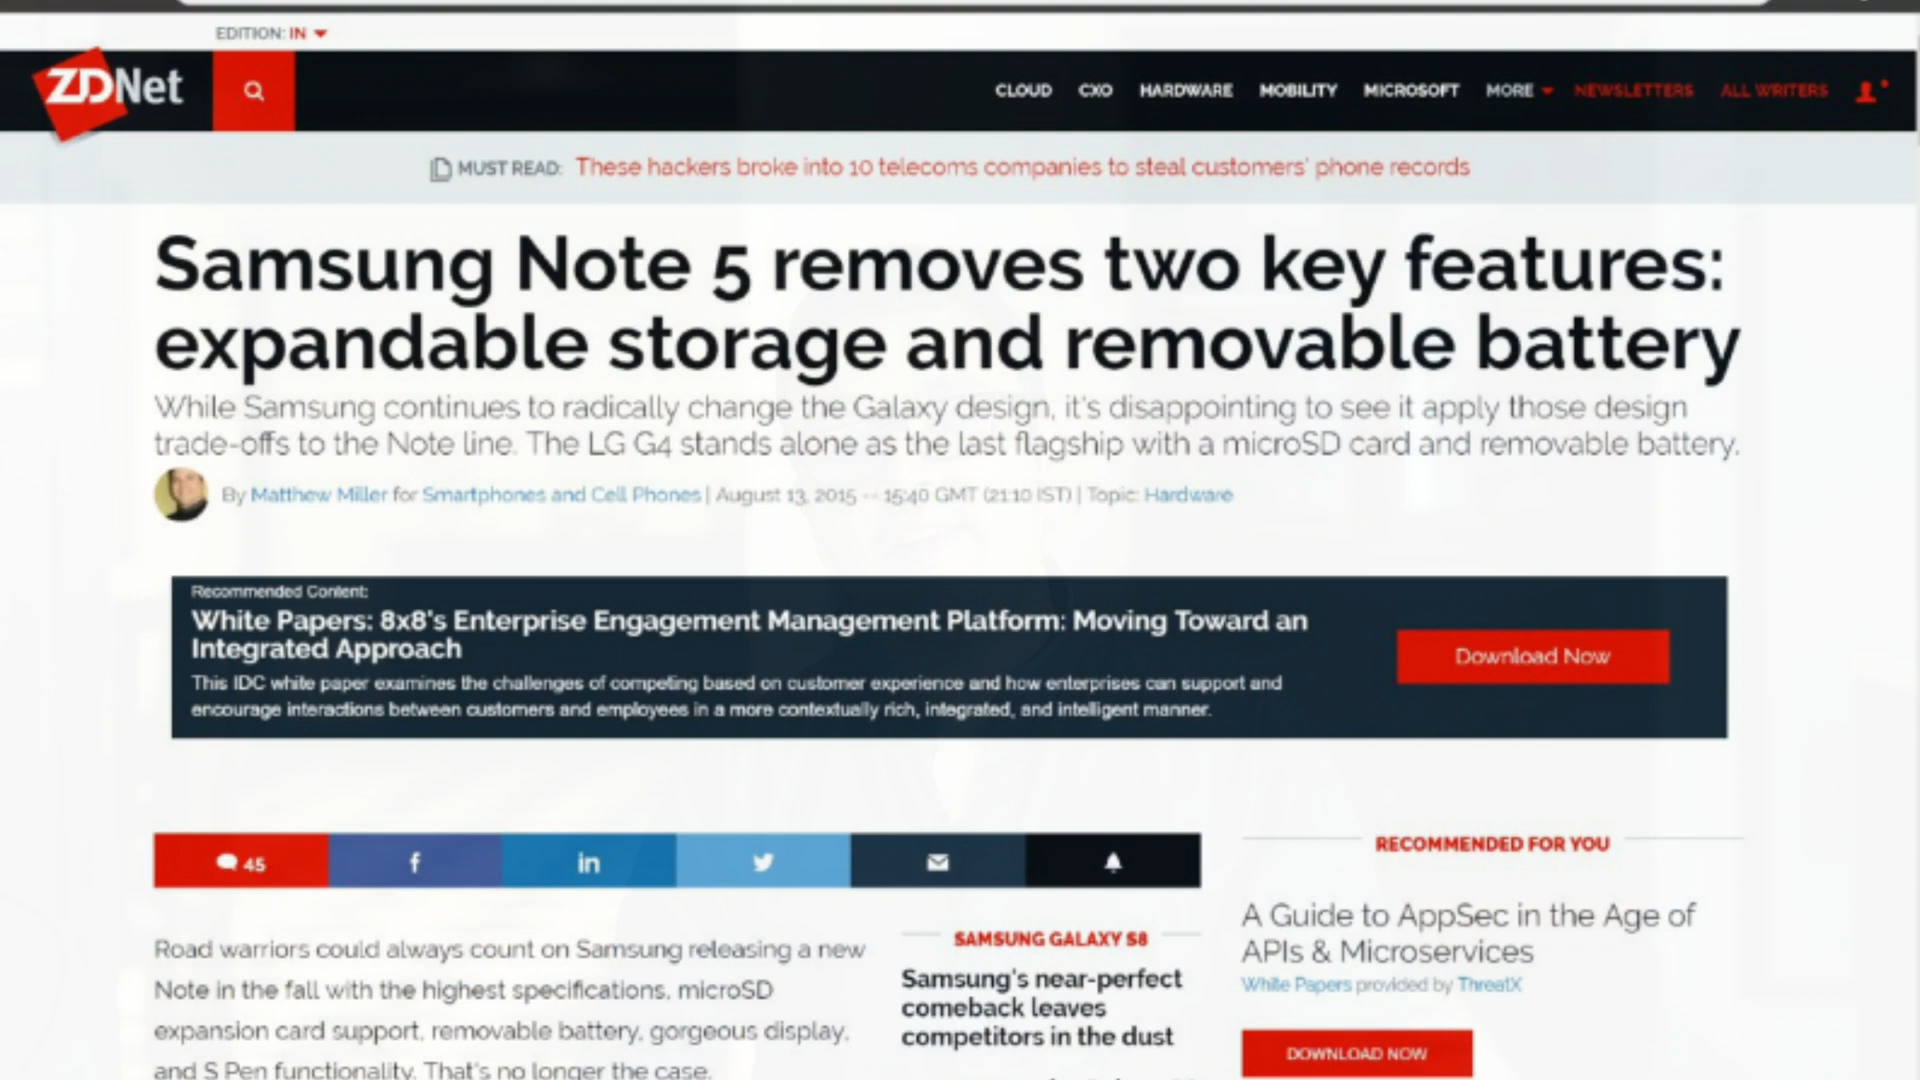 EDITION: IN
ZDNet
CLOUD CXO HARDWARE MOBILITY MICROSOFT MORE NEWSLETTERS ALL WRITERS
MUST READ: These hackers broke into 10 telecoms companies to steal customers' phone records
Samsung Note 5 removes two key features:
expandable storage and removable battery
While Samsung continues to radically change the Galaxy design, it's disappointing to see it apply those design
trade-offs to the Note line. The LG G4 stands alone as the last flagship with a microSD card and removable battery.
By Matthew Miller for Smartphones and Cell Phones | August 13, 2015 -- 15:40 GMT (21:10 IST) | Topic: Hardware
Recommended Content:
White Papers: 8x8's Enterprise Engagement Management Platform: Moving Toward an
Integrated Approach
This IDC white paper examines the challenges of competing based on customer experience and how enterprises can support and
encourage interactions between customers and employees in a more contextually rich, integrated, and intelligent manner.
Download Now
45 f in
Road warriors could always count on Samsung releasing a new
Note in the fall with the highest specifications, microSD
expansion card support, removable battery, gorgeous display,
and S Pen functionality. That's no longer the case.
SAMSUNG GALAXY S8
Samsung's near-perfect
comeback leaves
competitors in the dust
RECOMMENDED FOR YOU
A Guide to AppSec in the Age of
APIs & Microservices
White Papers provided by ThreatX
DOWNLOAD NOW